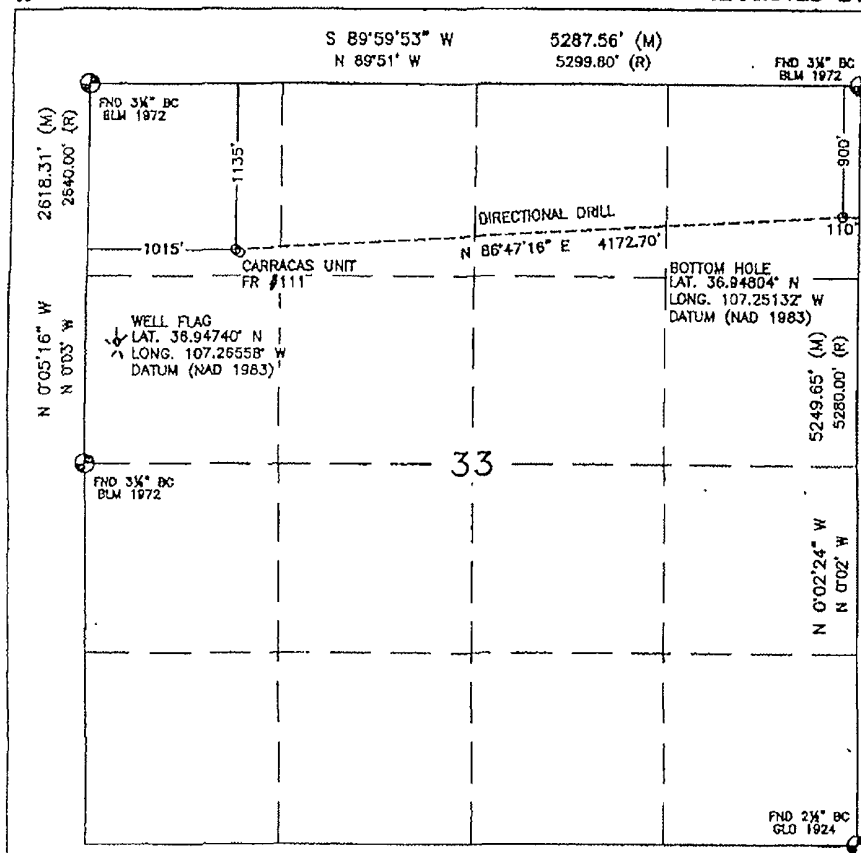 S 89°59'53" W 5287.56' (M)
N 89°51' W 5299.80' (R)
FND 3¼" BC
BLM 1972
FND 3¼" BC
BLM 1972
2618.31' (M)
2640.00' (R)
N 0°05'16" W
N 0°03' W
1135'
900'
DIRECTIONAL DRILL
1015'
N 86°47'16" E 4172.70'
110'
CARRACAS UNIT
FR #111
BOTTOM HOLE
LAT. 36.94804° N
LONG. 107.25132° W
DATUM (NAD 1983)
WELL FLAG
LAT. 36.94740° N
LONG. 107.26558° W
DATUM (NAD 1983)
5249.65' (M)
5280.00' (R)
N 0°02'24" W
N 0°02' W
33
FND 3¼" BC
BLM 1972
FND 2½" BC
GLO 1924